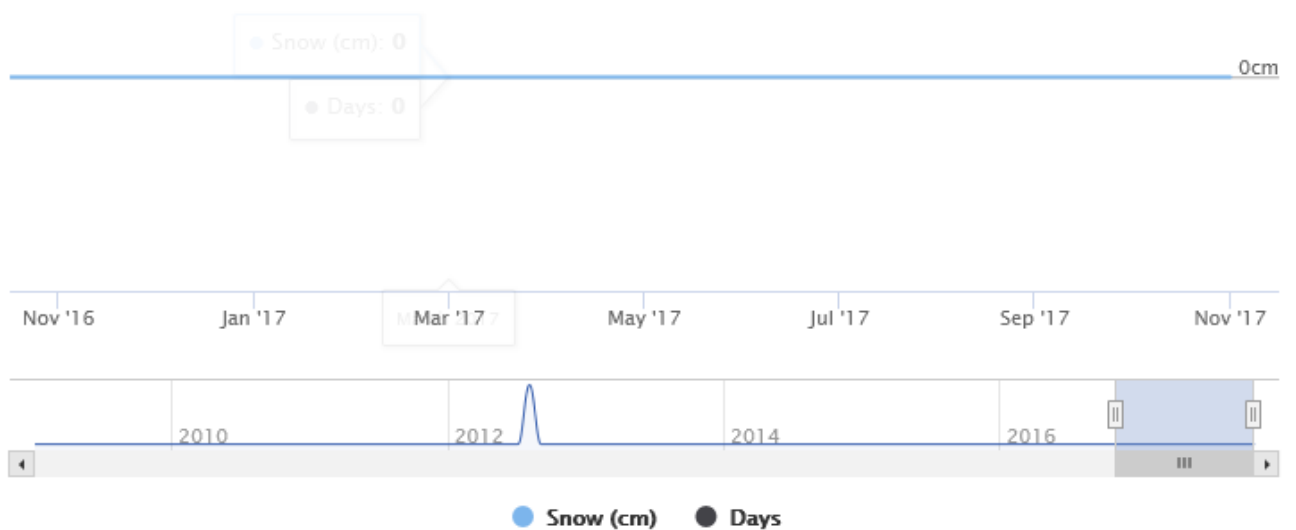 Snow (cm): 0
0cm
Days: 0
Nov '16 Jan '17 Mar '17 May '17 Jul '17 Sep '17 Nov '17
2010 2012 2014 2016
Snow (cm) Days